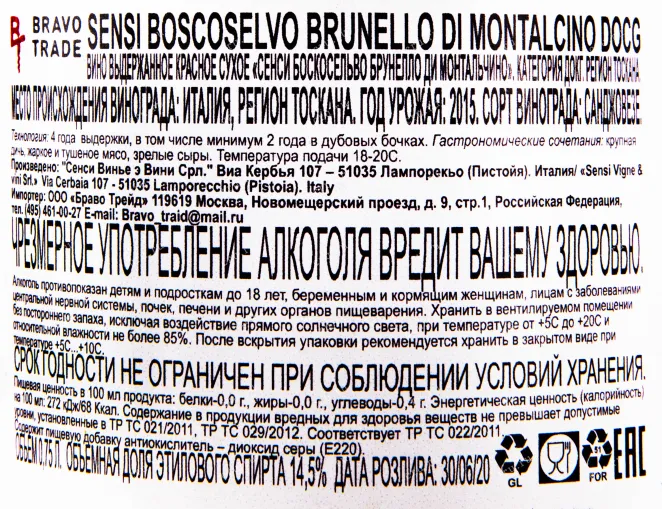 BRAVO TRADE
SENSI BOSCOSELVO BRUNELLO DI MONTALCINO DOCG
ВИНО ВЫДЕРЖАННОЕ КРАСНОЕ СУХОЕ «СЕНСИ БОСКОСЕЛЬВО БРУНЕЛЛО ДИ МОНТАЛЬЧИНО». КАТЕГОРИЯ ДОКГ. РЕГИОН ТОСКАНА
МЕСТО ПРОИСХОЖДЕНИЯ ВИНОГРАДА: ИТАЛИЯ, РЕГИОН ТОСКАНА. ГОД УРОЖАЯ: 2015. СОРТ ВИНОГРАДА: САНДЖОВЕЗЕ.
Технология: 4 года выдержки, в том числе минимум 2 года в дубовых бочках. Гастрономические сочетания: крупная
дичь, жаркое и тушеное мясо, зрелые сыры. Температура подачи 18-20С.
Произведено: "Сенси Винье э Вини Срл." Виа Кербья 107 – 51035 Лампорекьо (Пистойя). Италия/ «Sensi Vigne &
Vini Srl.» Via Cerbaia 107 - 51035 Lamporecchio (Pistoia). Italy
Импортер: ООО «Браво Трейд» 119619 Москва, Новомещерский проезд, д. 9, стр.1, Российская Федерация,
тел. (495) 461-00-27 E-mail: Bravo_traid@mail.ru
ЧРЕЗМЕРНОЕ УПОТРЕБЛЕНИЕ АЛКОГОЛЯ ВРЕДИТ ВАШЕМУ ЗДОРОВЬЮ.
Алкоголь противопоказан детям и подросткам до 18 лет, беременным и кормящим женщинам, лицам с заболеваниями
центральной нервной системы, почек, печени и других органов пищеварения. Хранить в вентилируемом помещении
без постороннего запаха, исключая воздействие прямого солнечного света, при температуре от +5С до +20С и
относительной влажности не более 85%. После вскрытия упаковки рекомендуется хранить в закрытом виде при
температуре +5С...+10С.
СРОК ГОДНОСТИ НЕ ОГРАНИЧЕН ПРИ СОБЛЮДЕНИИ УСЛОВИЙ ХРАНЕНИЯ.
Пищевая ценность в 100 мл продукта: белки-0,0 г., жиры-0,0 г., углеводы-0,4 г. Энергетическая ценность (калорийность)
на 100 мл: 272 кДж/68 Ккал. Содержание в продукции вредных для здоровья веществ не превышает допустимые
уровни, установленные в ТР ТС 021/2011, ТР ТС 029/2012. Соответствует ТР ТС 022/2011.
Содержит пищевую добавку антиокислитель – диоксид серы (Е220).
ОБЪЕМ 0,75 Л. ОБЪЕМНАЯ ДОЛЯ ЭТИЛОВОГО СПИРТА 14,5% ДАТА РОЗЛИВА: 30/06/20
GL
51
FOR
EAC